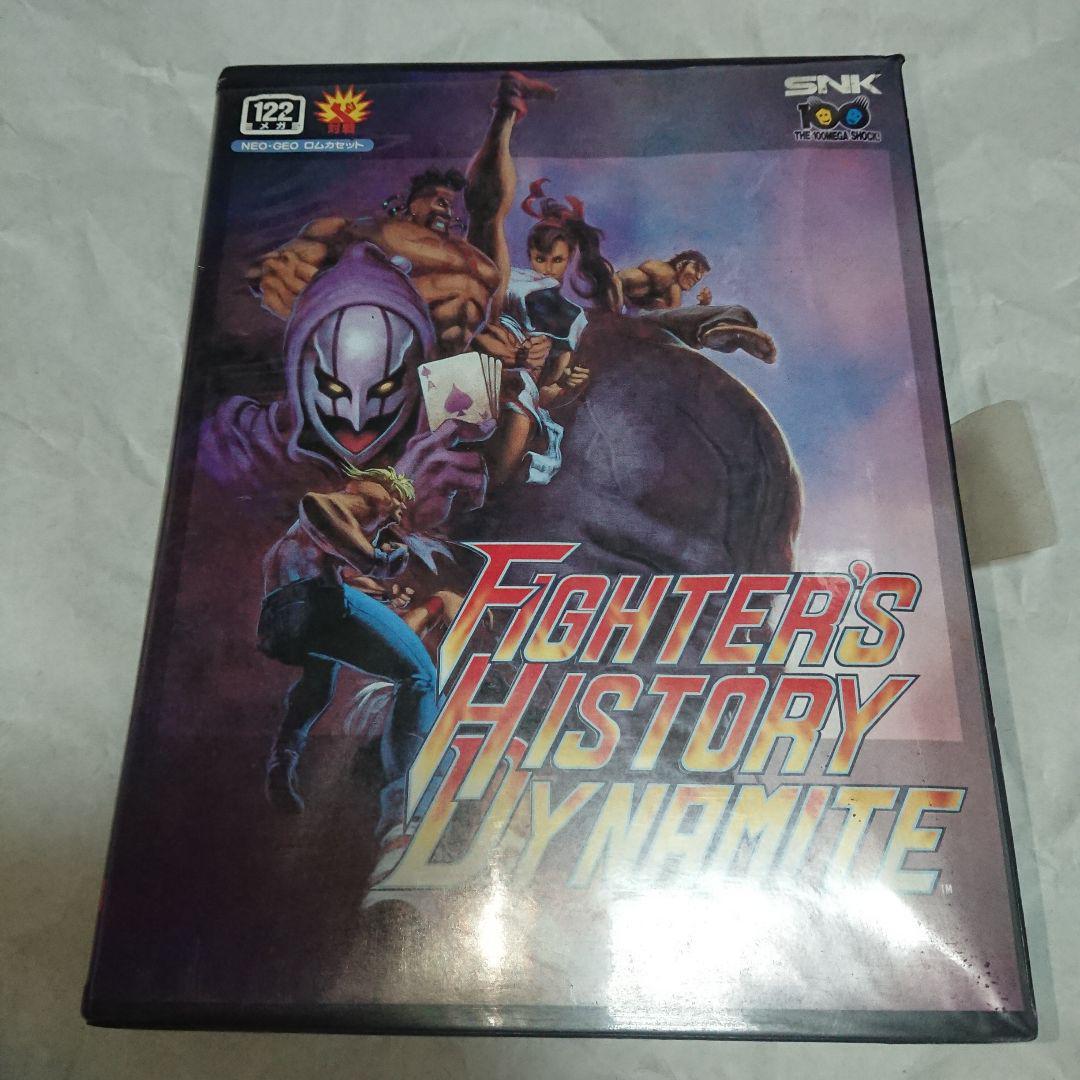 122
メガ
対戦
NEO·GEO ロムカセット
SNK
100
THE 100MEGA SHOCK!
A
FIGHTER'S
HISTORY
DYNAMITE
TM